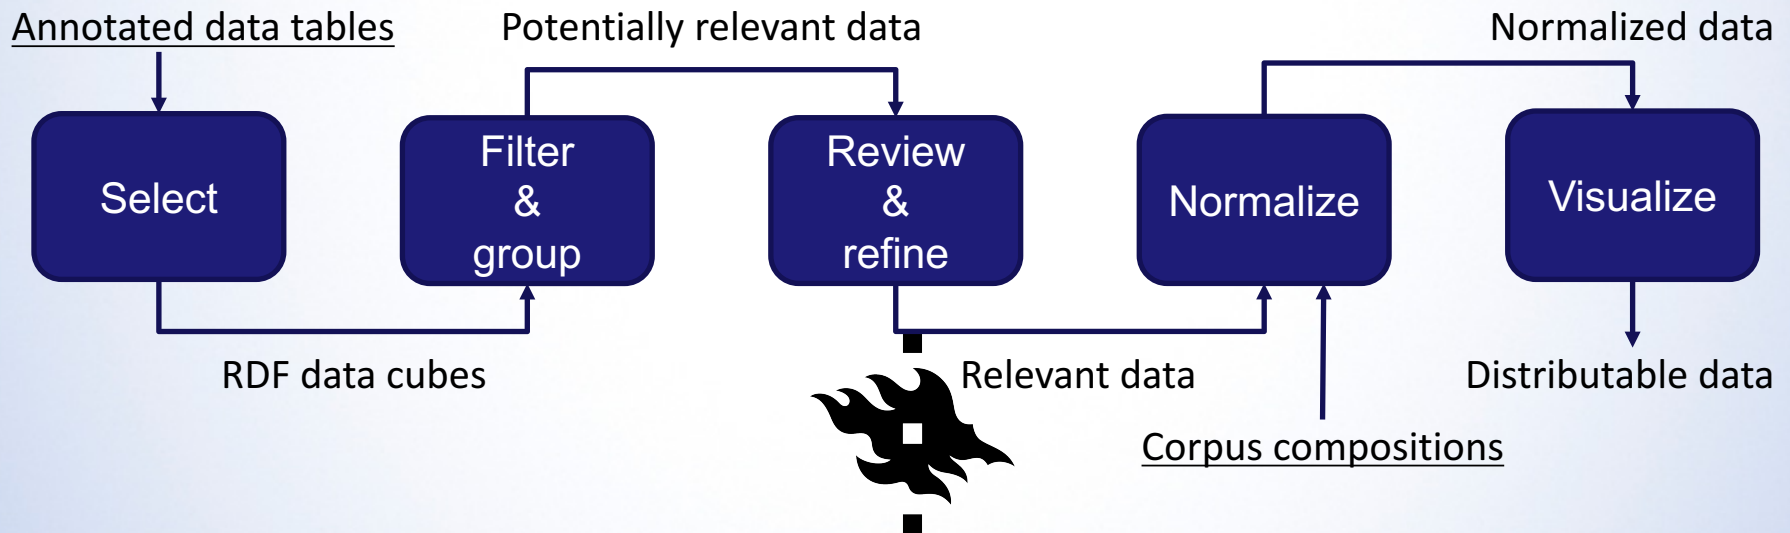 Annotated data tables
Potentially relevant data
Normalized data
Select
Filter
&
group
Review
&
refine
Normalize
Visualize
RDF data cubes
Relevant data
Distributable data
Corpus compositions